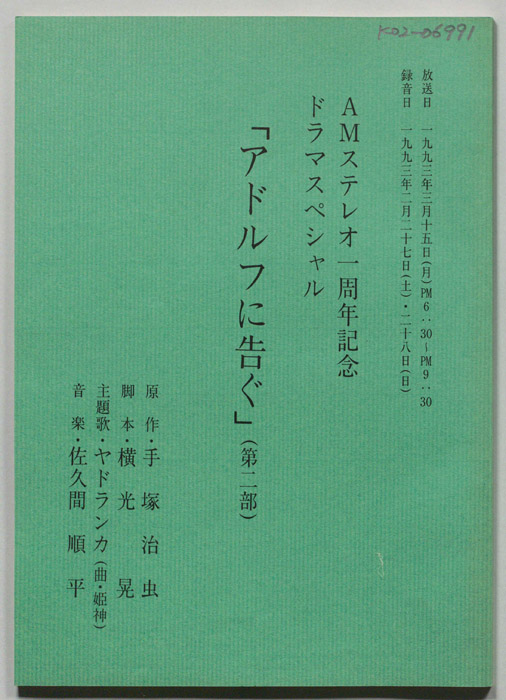 K02-06991
放送日　一九九三年三月十五日(月)PM6:30〜PM9:30
録音日　一九九三年二月二十七日(土)・二十八日(日)
AMステレオ一周年記念
ドラマスペシャル
「アドルフに告ぐ」(第二部)
原　作・手塚治虫
脚　本・横光　晃
主題歌・ヤドランカ(曲・姫神)
音　楽・佐久間順平